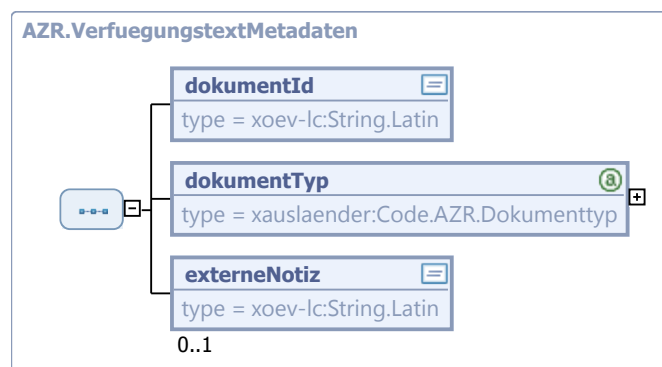 AZR.VerfuegungstextMetadaten
dokumentId
type = xoev-lc:String.Latin
dokumentTyp
type = xauslaender:Code.AZR.Dokumenttyp
externeNotiz
type = xoev-lc:String.Latin
0..1